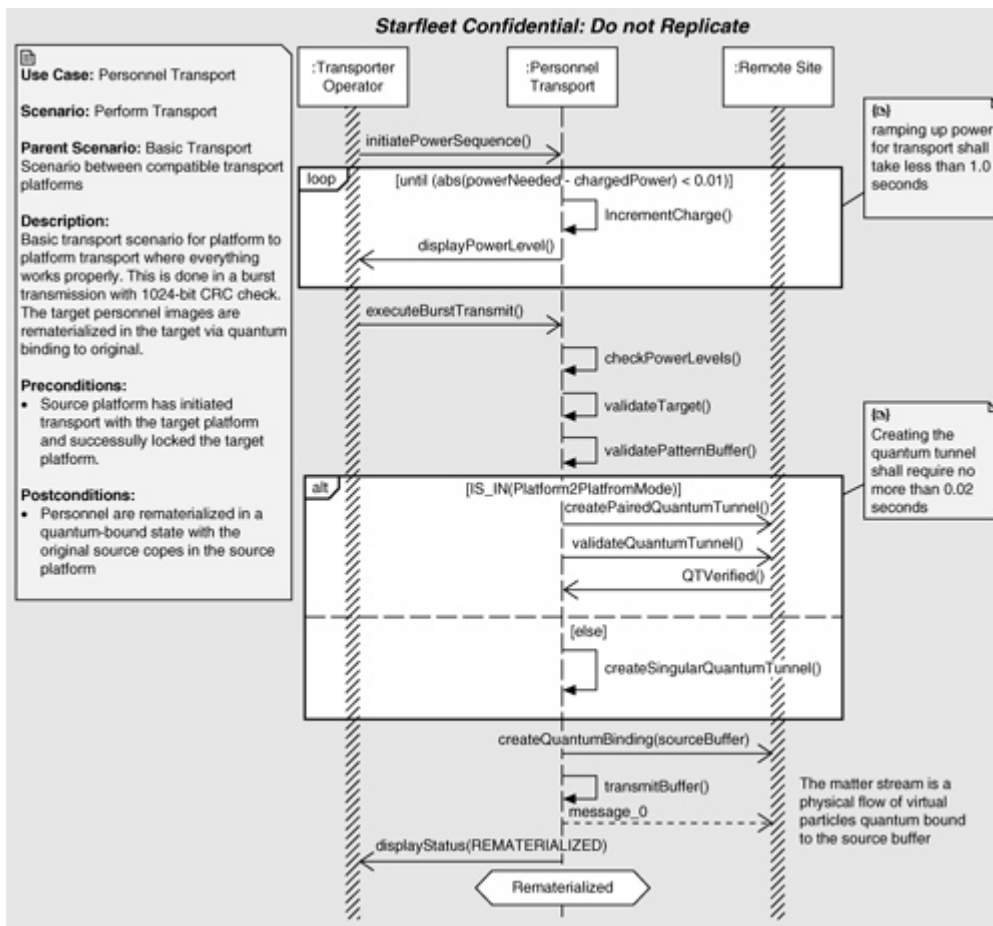 Starfleet Confidential: Do not Replicate
Use Case: Personnel Transport
Scenario: Perform Transport
Parent Scenario: Basic Transport
Scenario between compatible transport
platforms
Description:
Basic transport scenario for platform to
platform transport where everything
works properly. This is done in a burst
transmission with 1024-bit CRC check.
The target personnel images are
rematerialized in the target via quantum
binding to original.
Preconditions:
• Source platform has initiated
transport with the target platform
and successully locked the target
platform.
Postconditions:
• Personnel are rematerialized in a
quantum-bound state with the
original source copes in the source
platform
:Transporter
Operator
:Personnel
Transport
:Remote Site
initiatePowerSequence()
loop
[until (abs(powerNeeded - chargedPower) < 0.01)]
IncrementCharge()
displayPowerLevel()
{}
ramping up power
for transport shall
take less than 1.0
seconds
executeBurstTransmit()
checkPowerLevels()
validateTarget()
validatePatternBuffer()
{}
Creating the
quantum tunnel
shall require no
more than 0.02
seconds
alt
[IS_IN(Platform2PlatfromMode)]
createPairedQuantumTunnel()
validateQuantumTunnel()
QTVerified()
[else]
createSingularQuantumTunnel()
createQuantumBinding(sourceBuffer)
transmitBuffer()
message_0
The matter stream is a
physical flow of virtual
particles quantum bound
to the source buffer
displayStatus(REMATERIALIZED)
Rematerialized